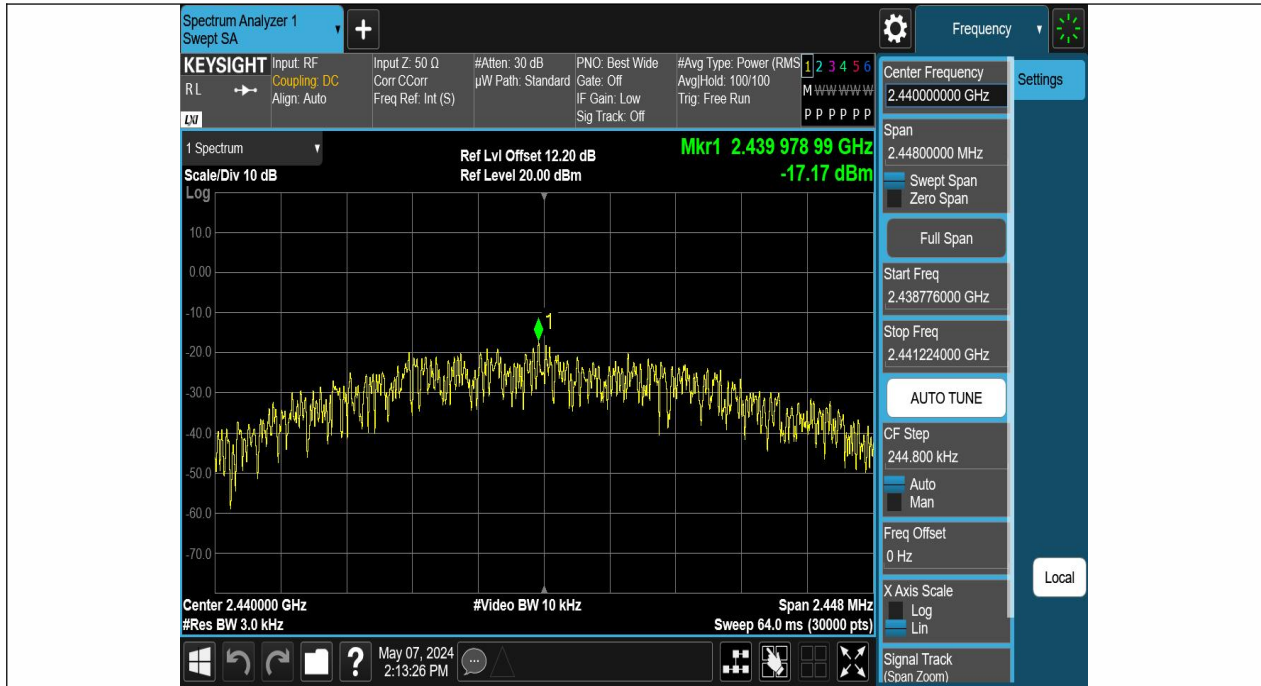 Spectrum Analyzer 1
Swept SA
+
Frequency
KEYSIGHT
R L
LXI
Input: RF
Coupling: DC
Align: Auto
Input Z: 50 Ω
Corr CCorr
Freq Ref: Int (S)
#Atten: 30 dB
µW Path: Standard
PNO: Best Wide
Gate: Off
IF Gain: Low
Sig Track: Off
#Avg Type: Power (RMS
Avg|Hold: 100/100
Trig: Free Run
1 2 3 4 5 6
M W W W W W
P P P P P P
1 Spectrum
Scale/Div 10 dB
Ref Lvl Offset 12.20 dB
Ref Level 20.00 dBm
Mkr1 2.439 978 99 GHz
-17.17 dBm
Log
10.0
0.00
-10.0
-20.0
-30.0
-40.0
-50.0
-60.0
-70.0
1
Center 2.440000 GHz
#Res BW 3.0 kHz
#Video BW 10 kHz
Span 2.448 MHz
Sweep 64.0 ms (30000 pts)
Center Frequency
2.440000000 GHz
Settings
Span
2.44800000 MHz
Swept Span
Zero Span
Full Span
Start Freq
2.438776000 GHz
Stop Freq
2.441224000 GHz
AUTO TUNE
CF Step
244.800 kHz
Auto
Man
Freq Offset
0 Hz
X Axis Scale
Log
Lin
Local
Signal Track
(Span Zoom)
?
May 07, 2024
2:13:26 PM